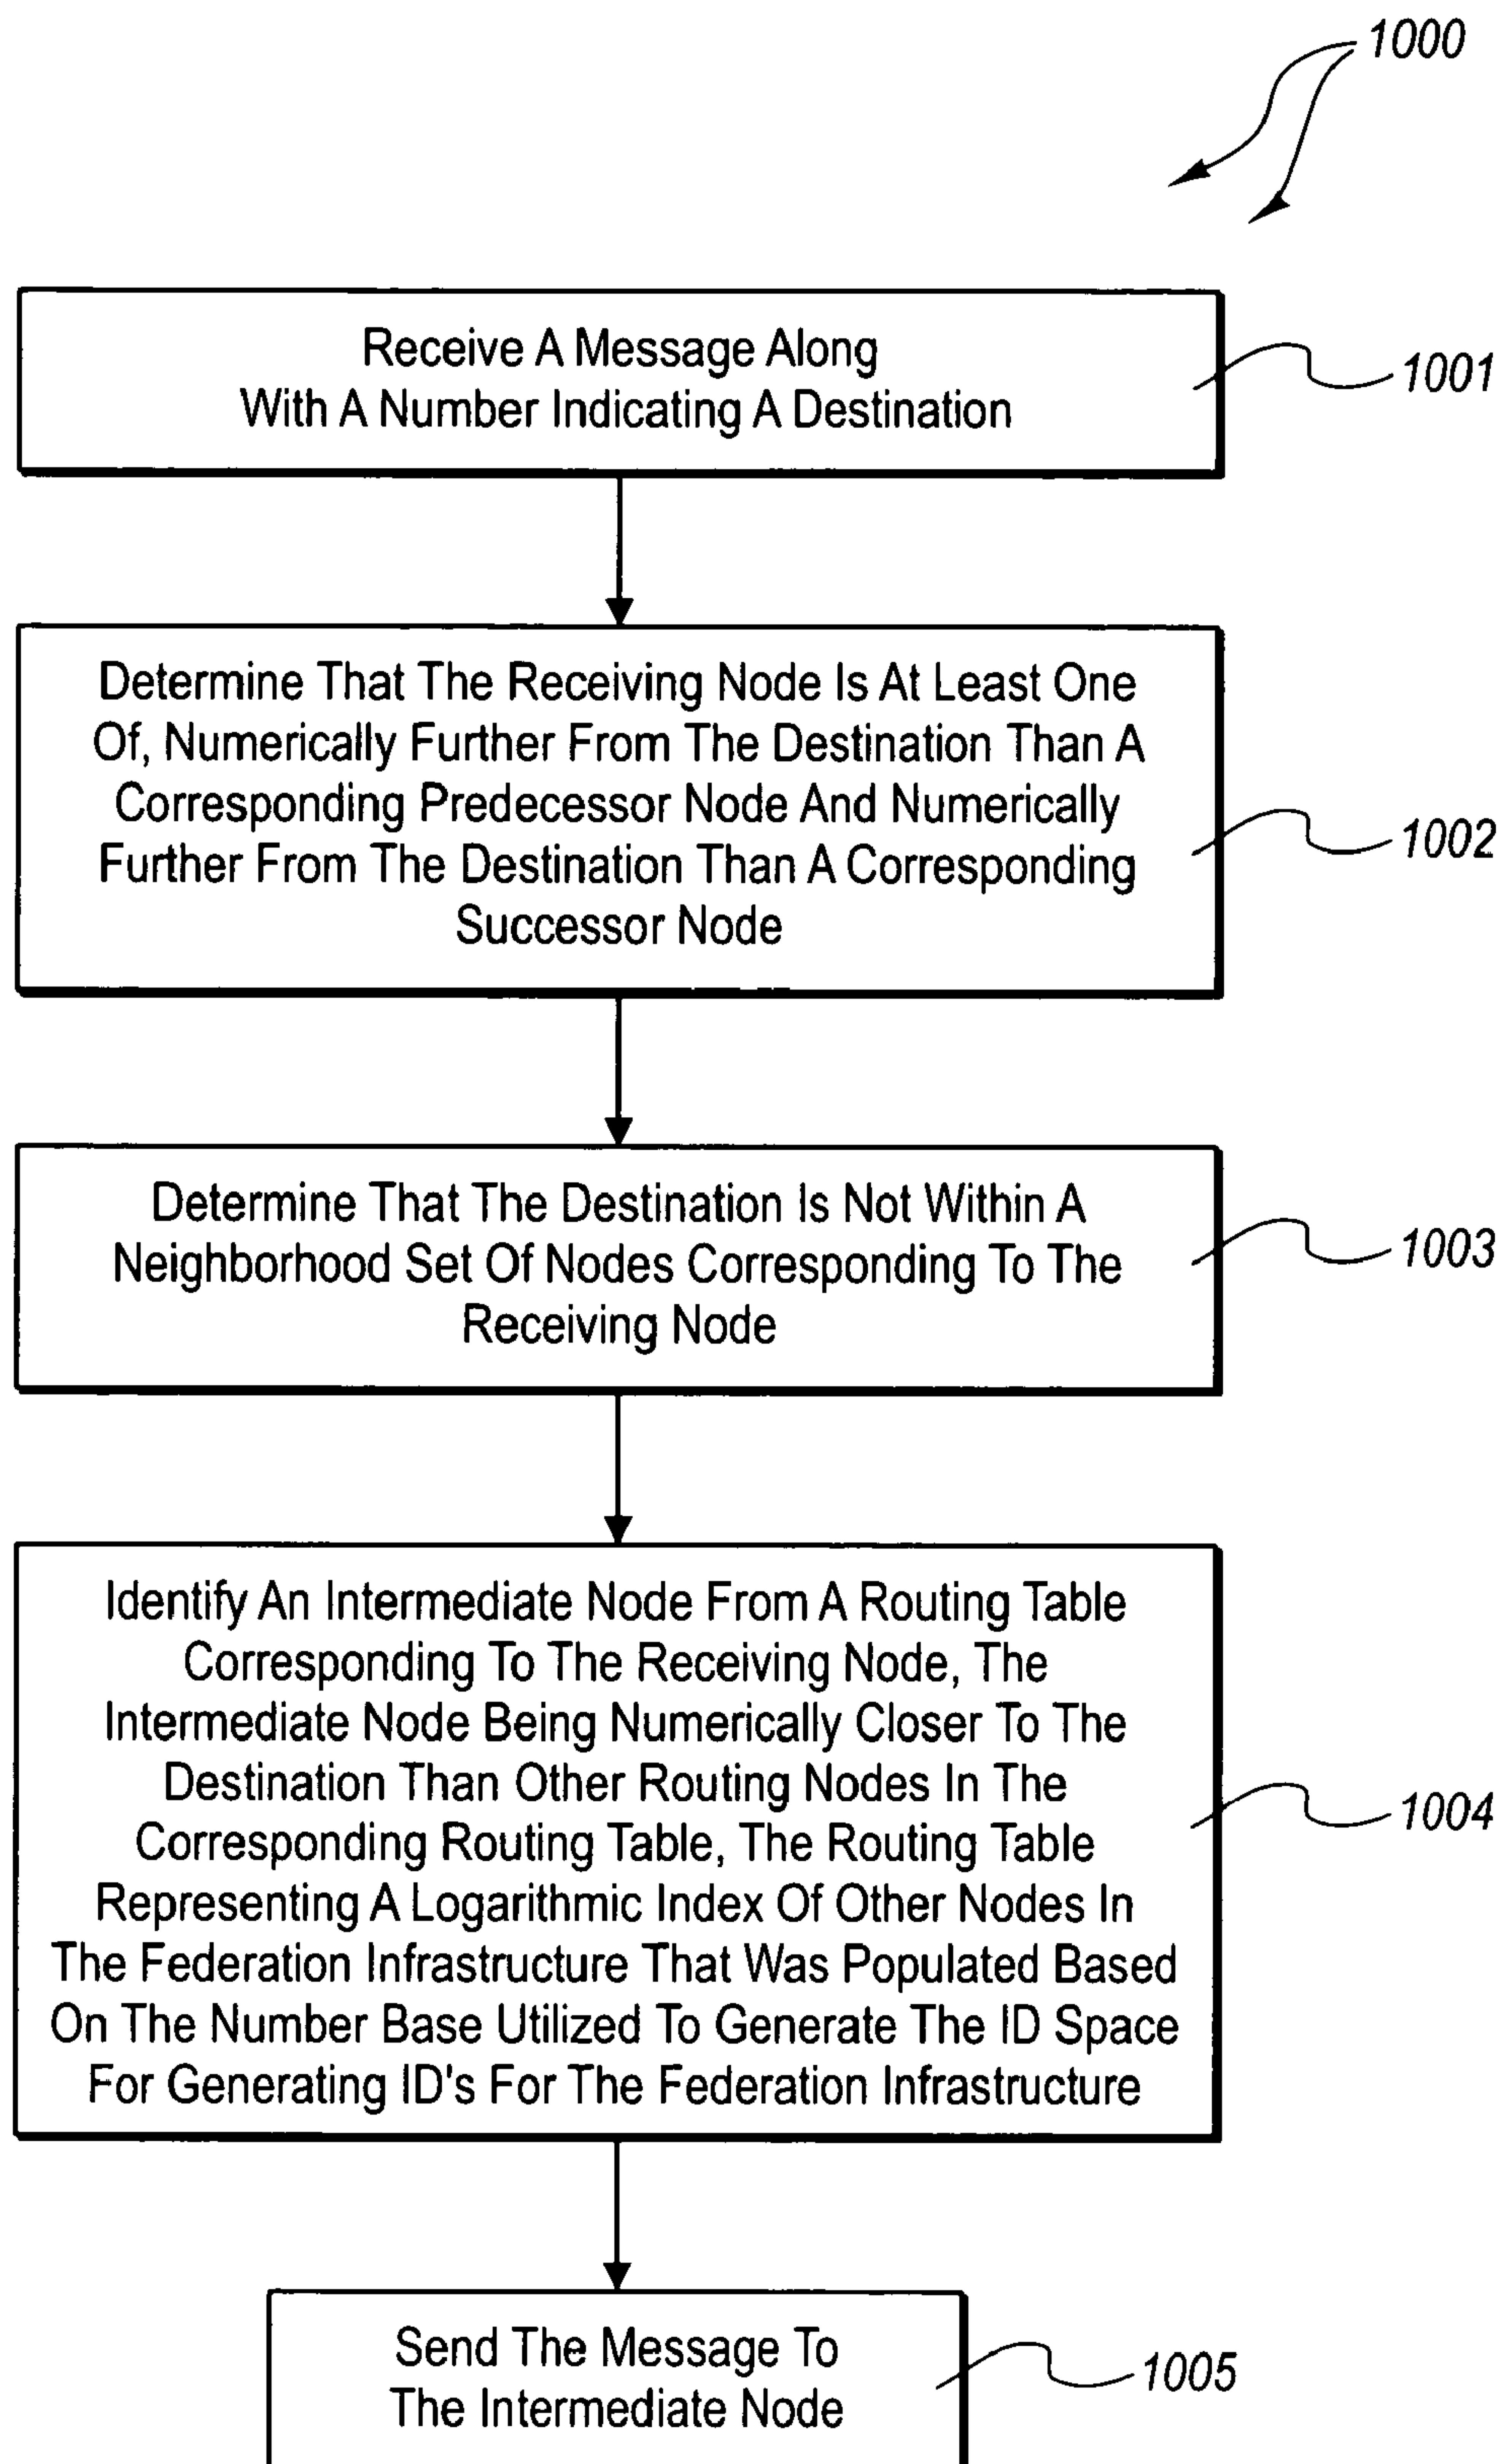 1000
Receive A Message Along
With A Number Indicating A Destination
1001
Determine That The Receiving Node Is At Least One
Of, Numerically Further From The Destination Than A
Corresponding Predecessor Node And Numerically
Further From The Destination Than A Corresponding
Successor Node
1002
Determine That The Destination Is Not Within A
Neighborhood Set Of Nodes Corresponding To The
Receiving Node
1003
Identify An Intermediate Node From A Routing Table
Corresponding To The Receiving Node, The
Intermediate Node Being Numerically Closer To The
Destination Than Other Routing Nodes In The
Corresponding Routing Table, The Routing Table
Representing A Logarithmic Index Of Other Nodes In
The Federation Infrastructure That Was Populated Based
On The Number Base Utilized To Generate The ID Space
For Generating ID's For The Federation Infrastructure
1004
Send The Message To
The Intermediate Node
1005